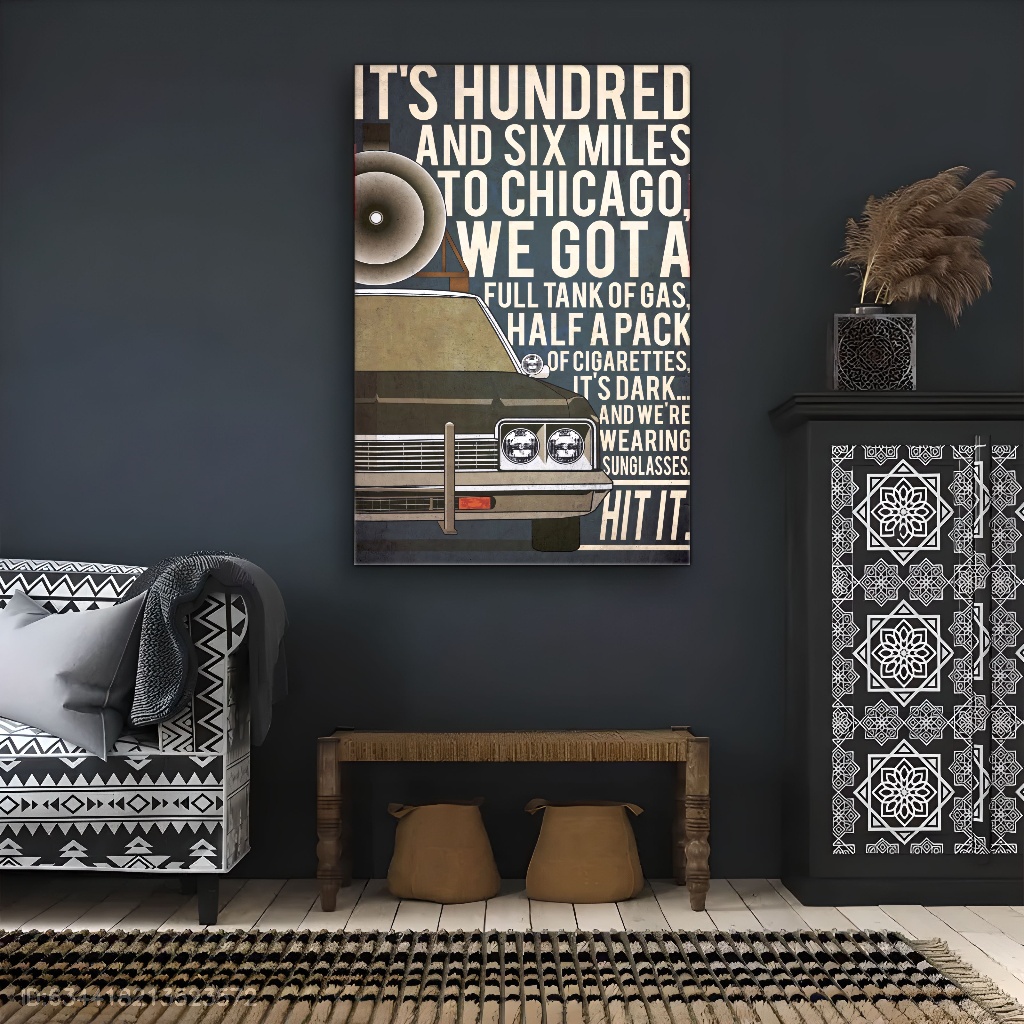 IT'S HUNDRED
AND SIX MILES
TO CHICAGO,
WE GOT A
FULL TANK OF GAS,
HALF A PACK
OF CIGARETTES,
IT'S DARK...
AND WE'RE
WEARING
SUNGLASSES.
HIT IT.